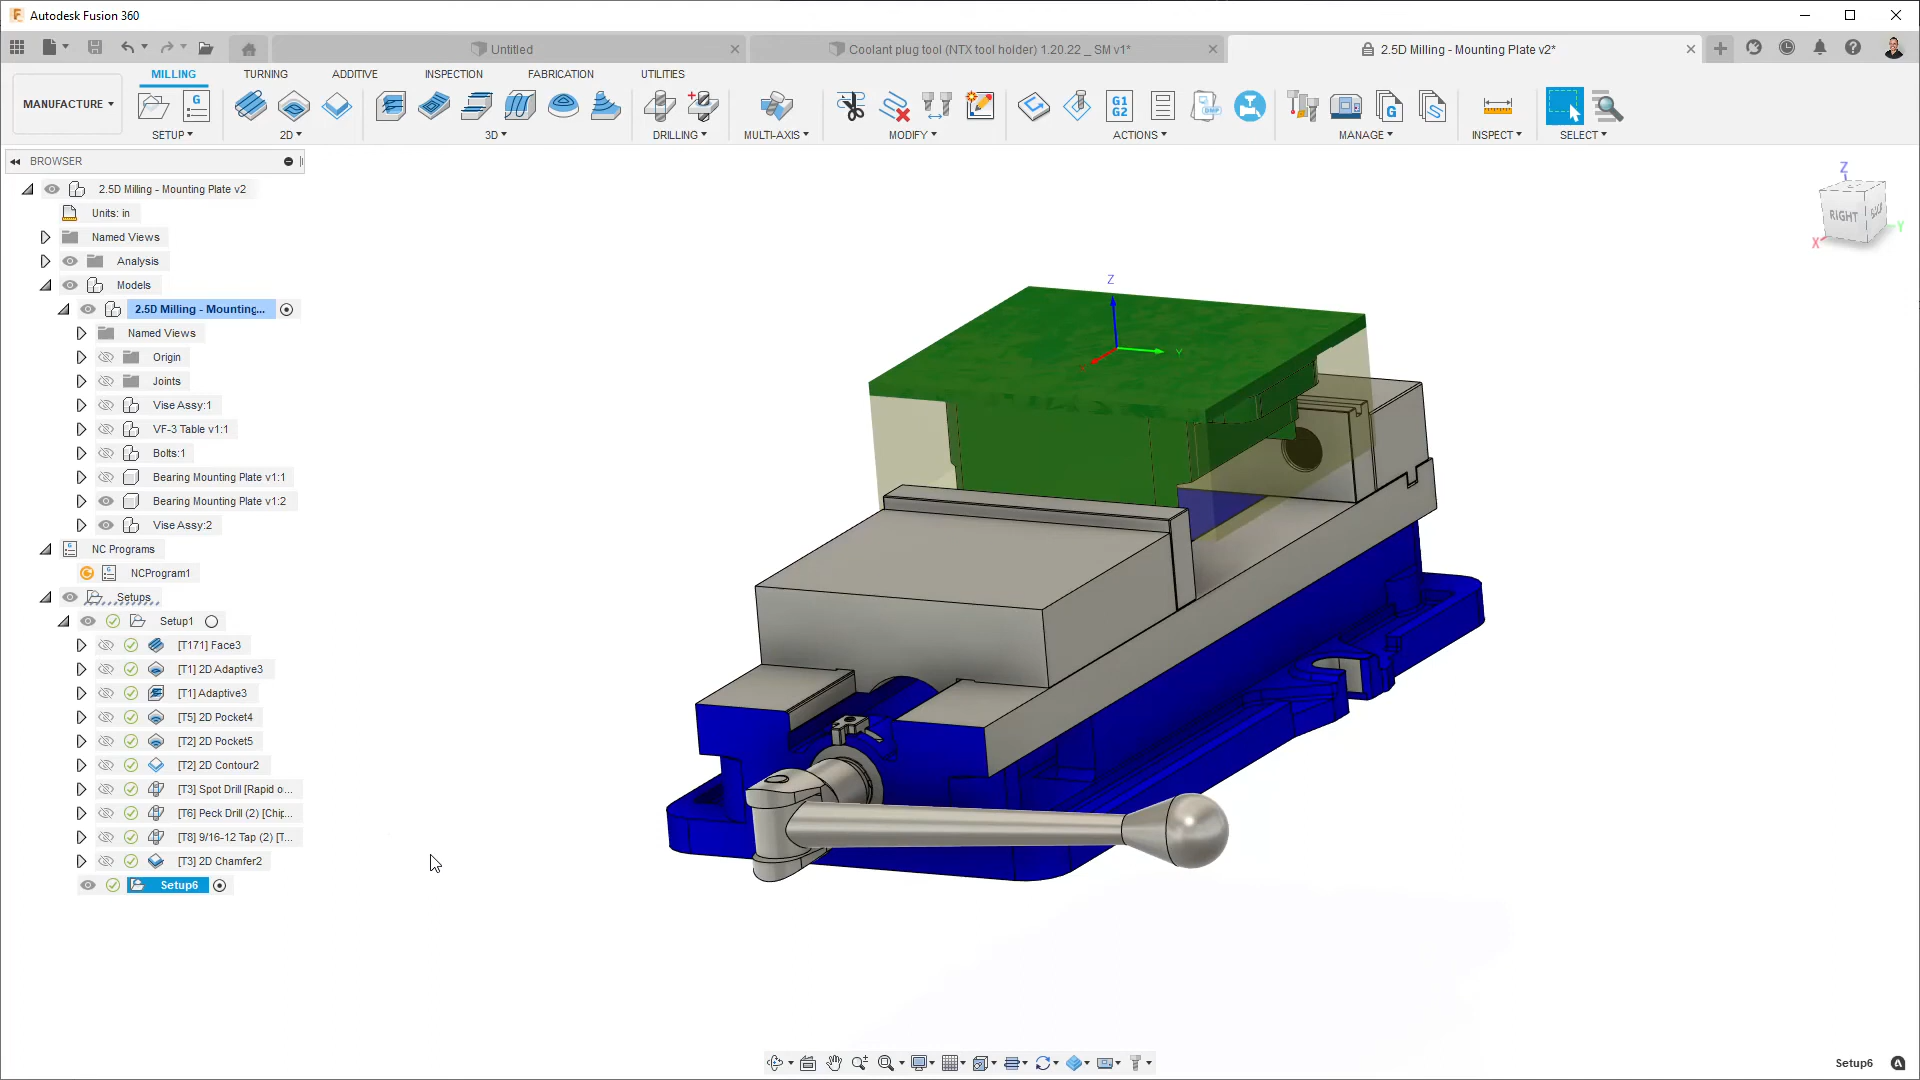 Autodesk Fusion 360
Untitled
Coolant plug tool (NTX tool holder) 1.20.22 _ SM v1*
2.5D Milling - Mounting Plate v2*
MILLING
TURNING
ADDITIVE
INSPECTION
FABRICATION
UTILITIES
MANUFACTURE
G1
G2
SETUP
2D
3D
DRILLING
MULTI-AXIS
MODIFY
ACTIONS
MANAGE
INSPECT
SELECT
BROWSER
2.5D Milling - Mounting Plate v2
Units: in
Named Views
Analysis
Models
2.5D Milling - Mounting...
Named Views
Origin
Joints
Vise Assy:1
VF-3 Table v1:1
Bolts:1
Bearing Mounting Plate v1:1
Bearing Mounting Plate v1:2
Vise Assy:2
NC Programs
NCProgram1
Setups
Setup1
[T171] Face3
[T1] 2D Adaptive3
[T1] Adaptive3
[T5] 2D Pocket4
[T2] 2D Pocket5
[T2] 2D Contour2
[T3] Spot Drill [Rapid o...
[T6] Peck Drill (2) [Chip...
[T8] 9/16-12 Tap (2) [T...
[T3] 2D Chamfer2
Setup6
Z
Y
Z
RIGHT
X
Y
Setup6